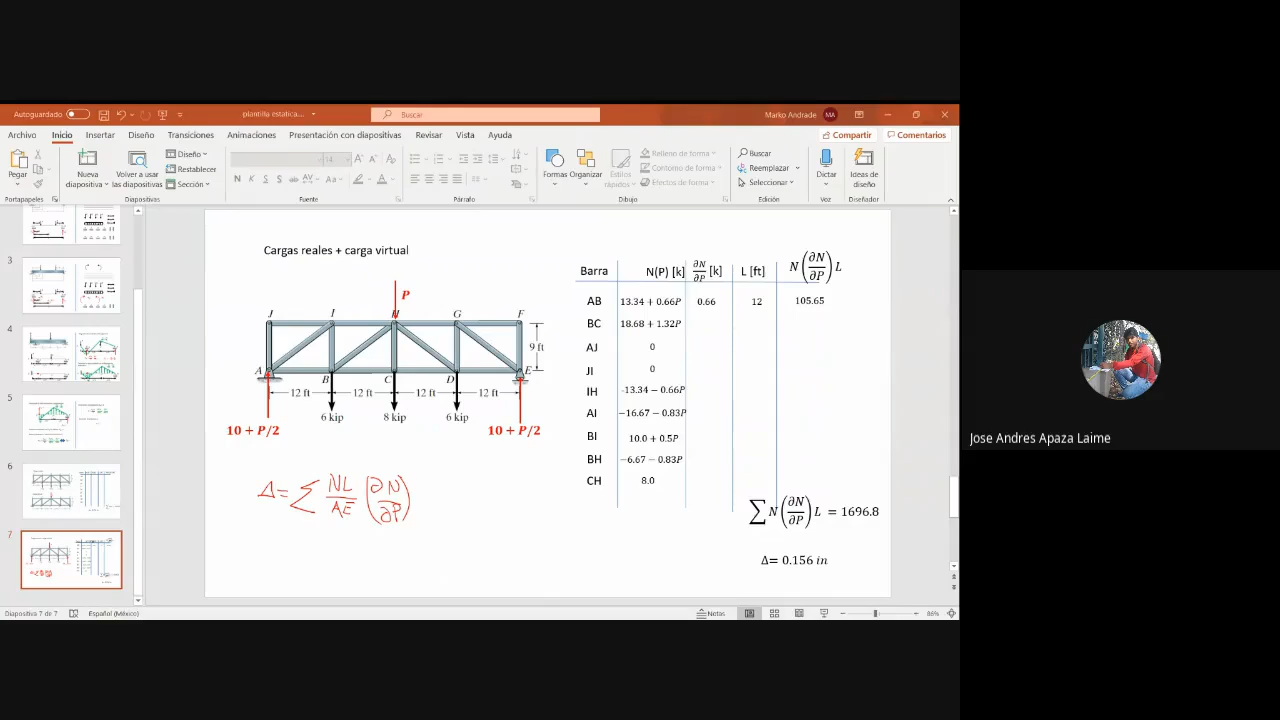 Autoguardado
plantilla estatica...
Buscar
Marko Andrade
MA
Archivo
Inicio
Insertar
Diseño
Transiciones
Animaciones
Presentación con diapositivas
Revisar
Vista
Ayuda
Compartir
Comentarios
Pegar
Nueva
diapositiva
Volver a usar
las diapositivas
Diseño
Restablecer
Sección
Formas
Organizar
Estilos
rápidos
Relleno de forma
Contorno de forma
Efectos de forma
Buscar
Reemplazar
Seleccionar
Dictar
Ideas de
diseño
Portapapeles
Diapositivas
Fuente
Párrafo
Dibujo
Edición
Voz
Diseñador
3
4
5
6
7
Cargas reales + carga virtual
P
J I H G F
9 ft
A B C D E
12 ft 12 ft 12 ft 12 ft
6 kip 8 kip 6 kip
10 + P/2 10 + P/2
Δ = ∑ NL/AE (∂N/∂P)
Barra N(P) [k] ∂N/∂P [k] L [ft] N(∂N/∂P)L
AB 13.34 + 0.66P 0.66 12 105.65
BC 18.68 + 1.32P
AJ 0
JI 0
IH -13.34 − 0.66P
AI −16.67 − 0.83P
BI 10.0 + 0.5P
BH −6.67 − 0.83P
CH 8.0
∑ N(∂N/∂P)L = 1696.8
Δ= 0.156 in
Jose Andres Apaza Laime
Diapositiva 7 de 7
Español (México)
Notas
86%